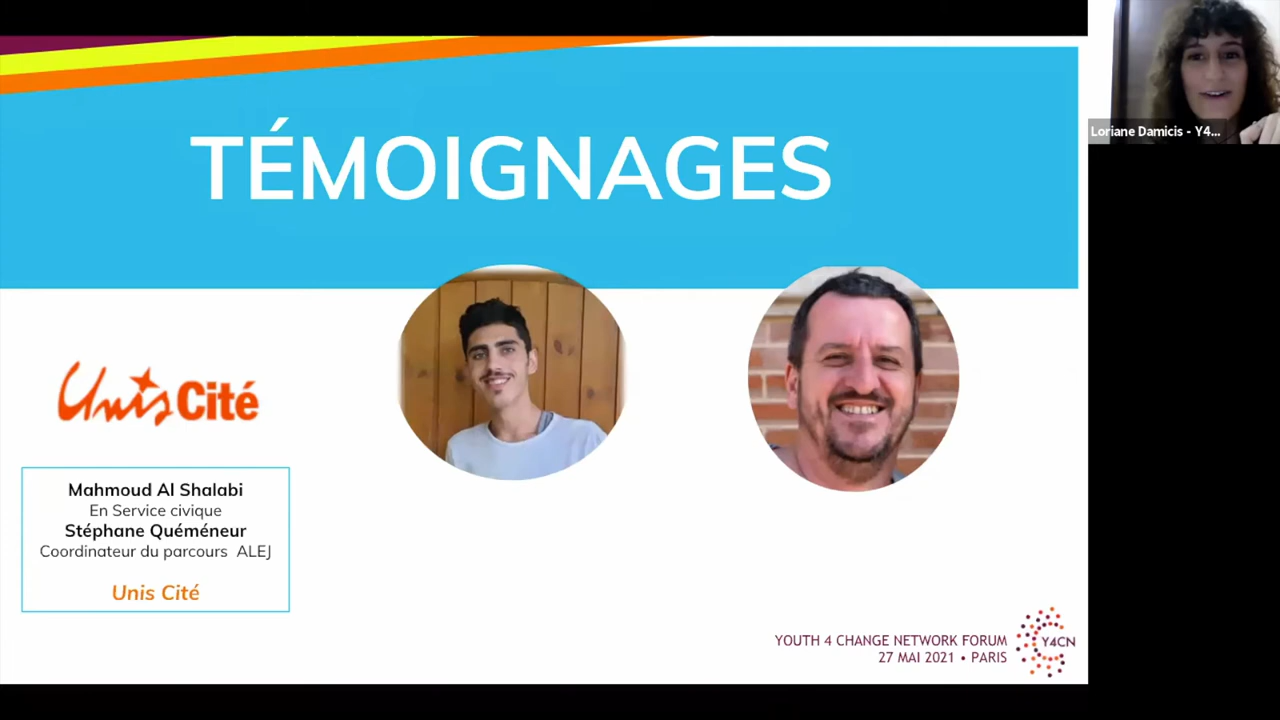 TÉMOIGNAGES
Loriane Damicis - Y4...
Unis Cité
Mahmoud Al Shalabi
En Service civique
Stéphane Quéméneur
Coordinateur du parcours ALEJ
Unis Cité
YOUTH 4 CHANGE NETWORK FORUM
27 MAI 2021 • PARIS
Y4CN